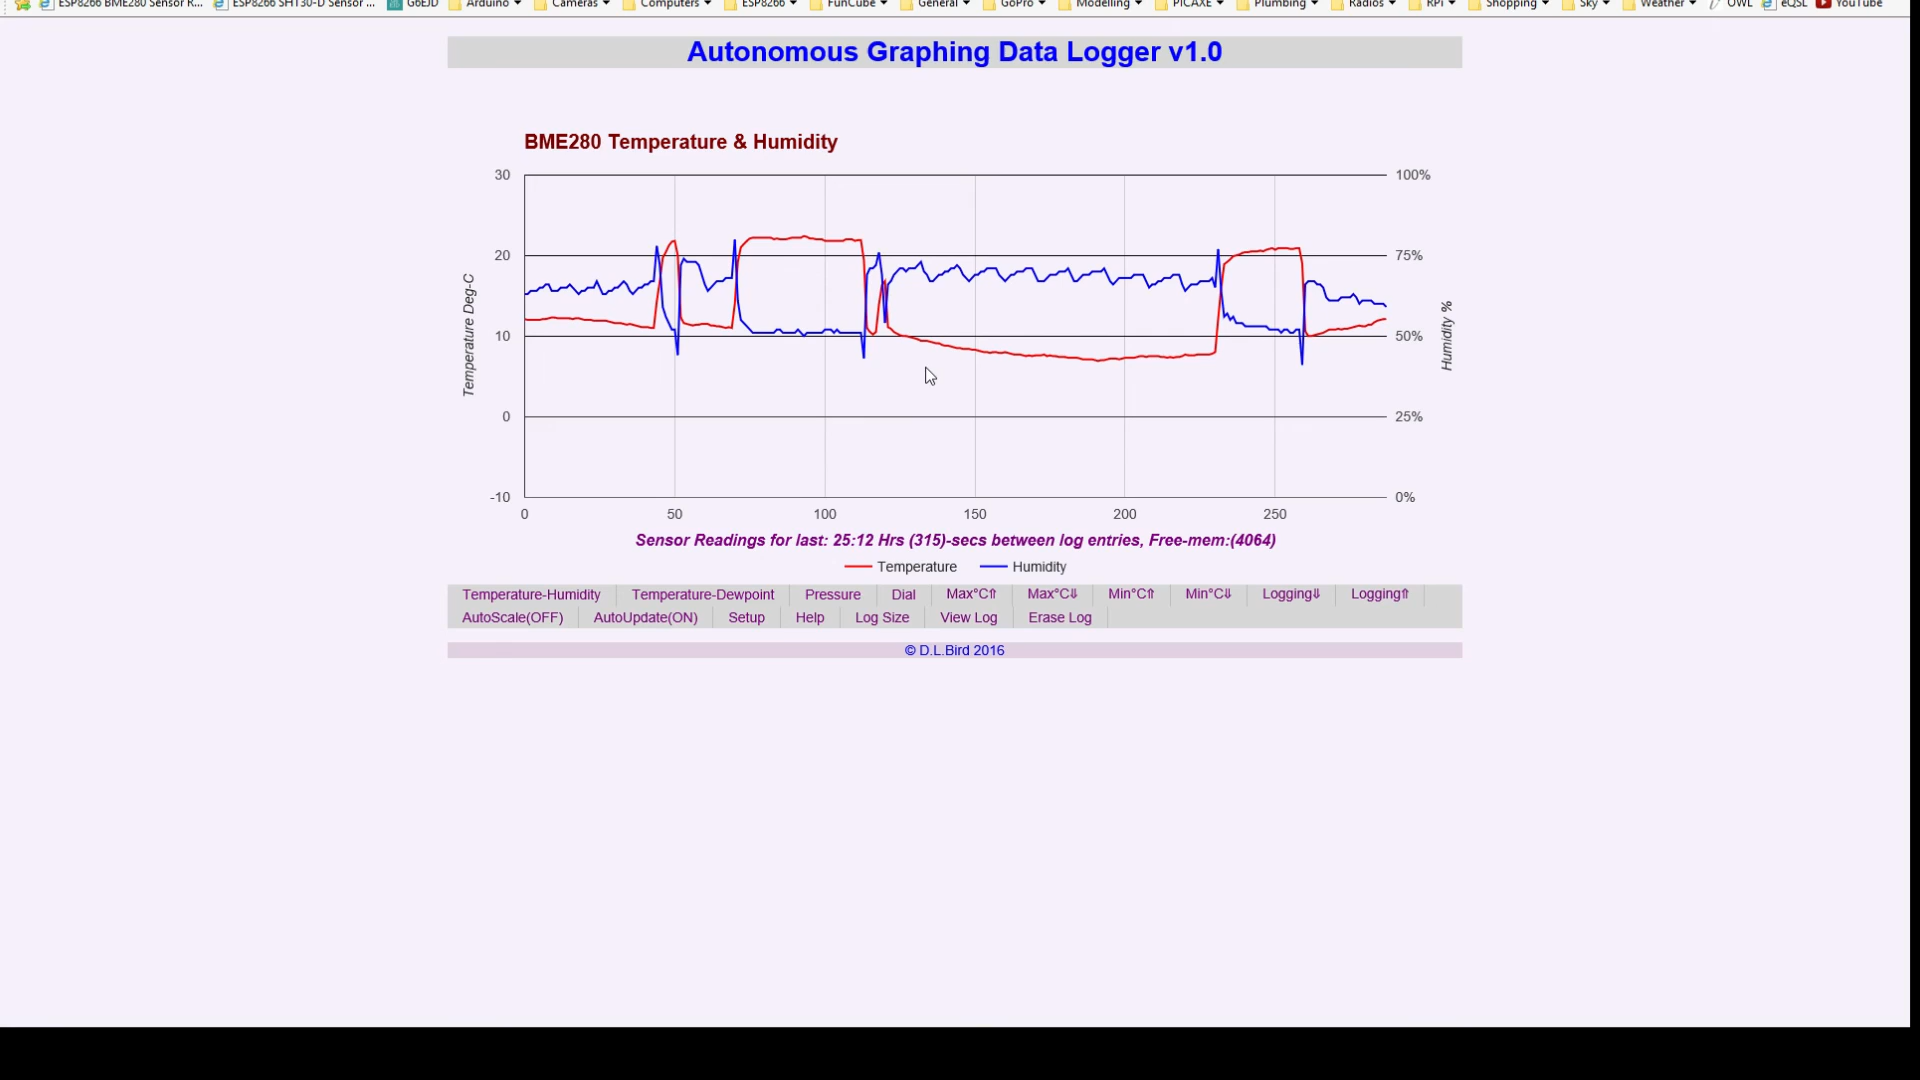 ESP8266 BME280 Sensor R... ESP8266 SHT30-D Sensor ... G6EJD Arduino Cameras Computers ESP8266 FunCube General GoPro Modelling PICAXE Plumbing Radios RPi Shopping Sky Weather OWL eQSL YouTube
Autonomous Graphing Data Logger v1.0
BME280 Temperature & Humidity
30 100%
20 75%
Temperature Deg-C
Humidity %
10 50%
0 25%
-10 0%
0 50 100 150 200 250
Sensor Readings for last: 25:12 Hrs (315)-secs between log entries, Free-mem:(4064)
Temperature Humidity
Temperature-Humidity Temperature-Dewpoint Pressure Dial Max°C⇑ Max°C⇓ Min°C⇑ Min°C⇓ Logging⇓ Logging⇑
AutoScale(OFF) AutoUpdate(ON) Setup Help Log Size View Log Erase Log
© D.L.Bird 2016